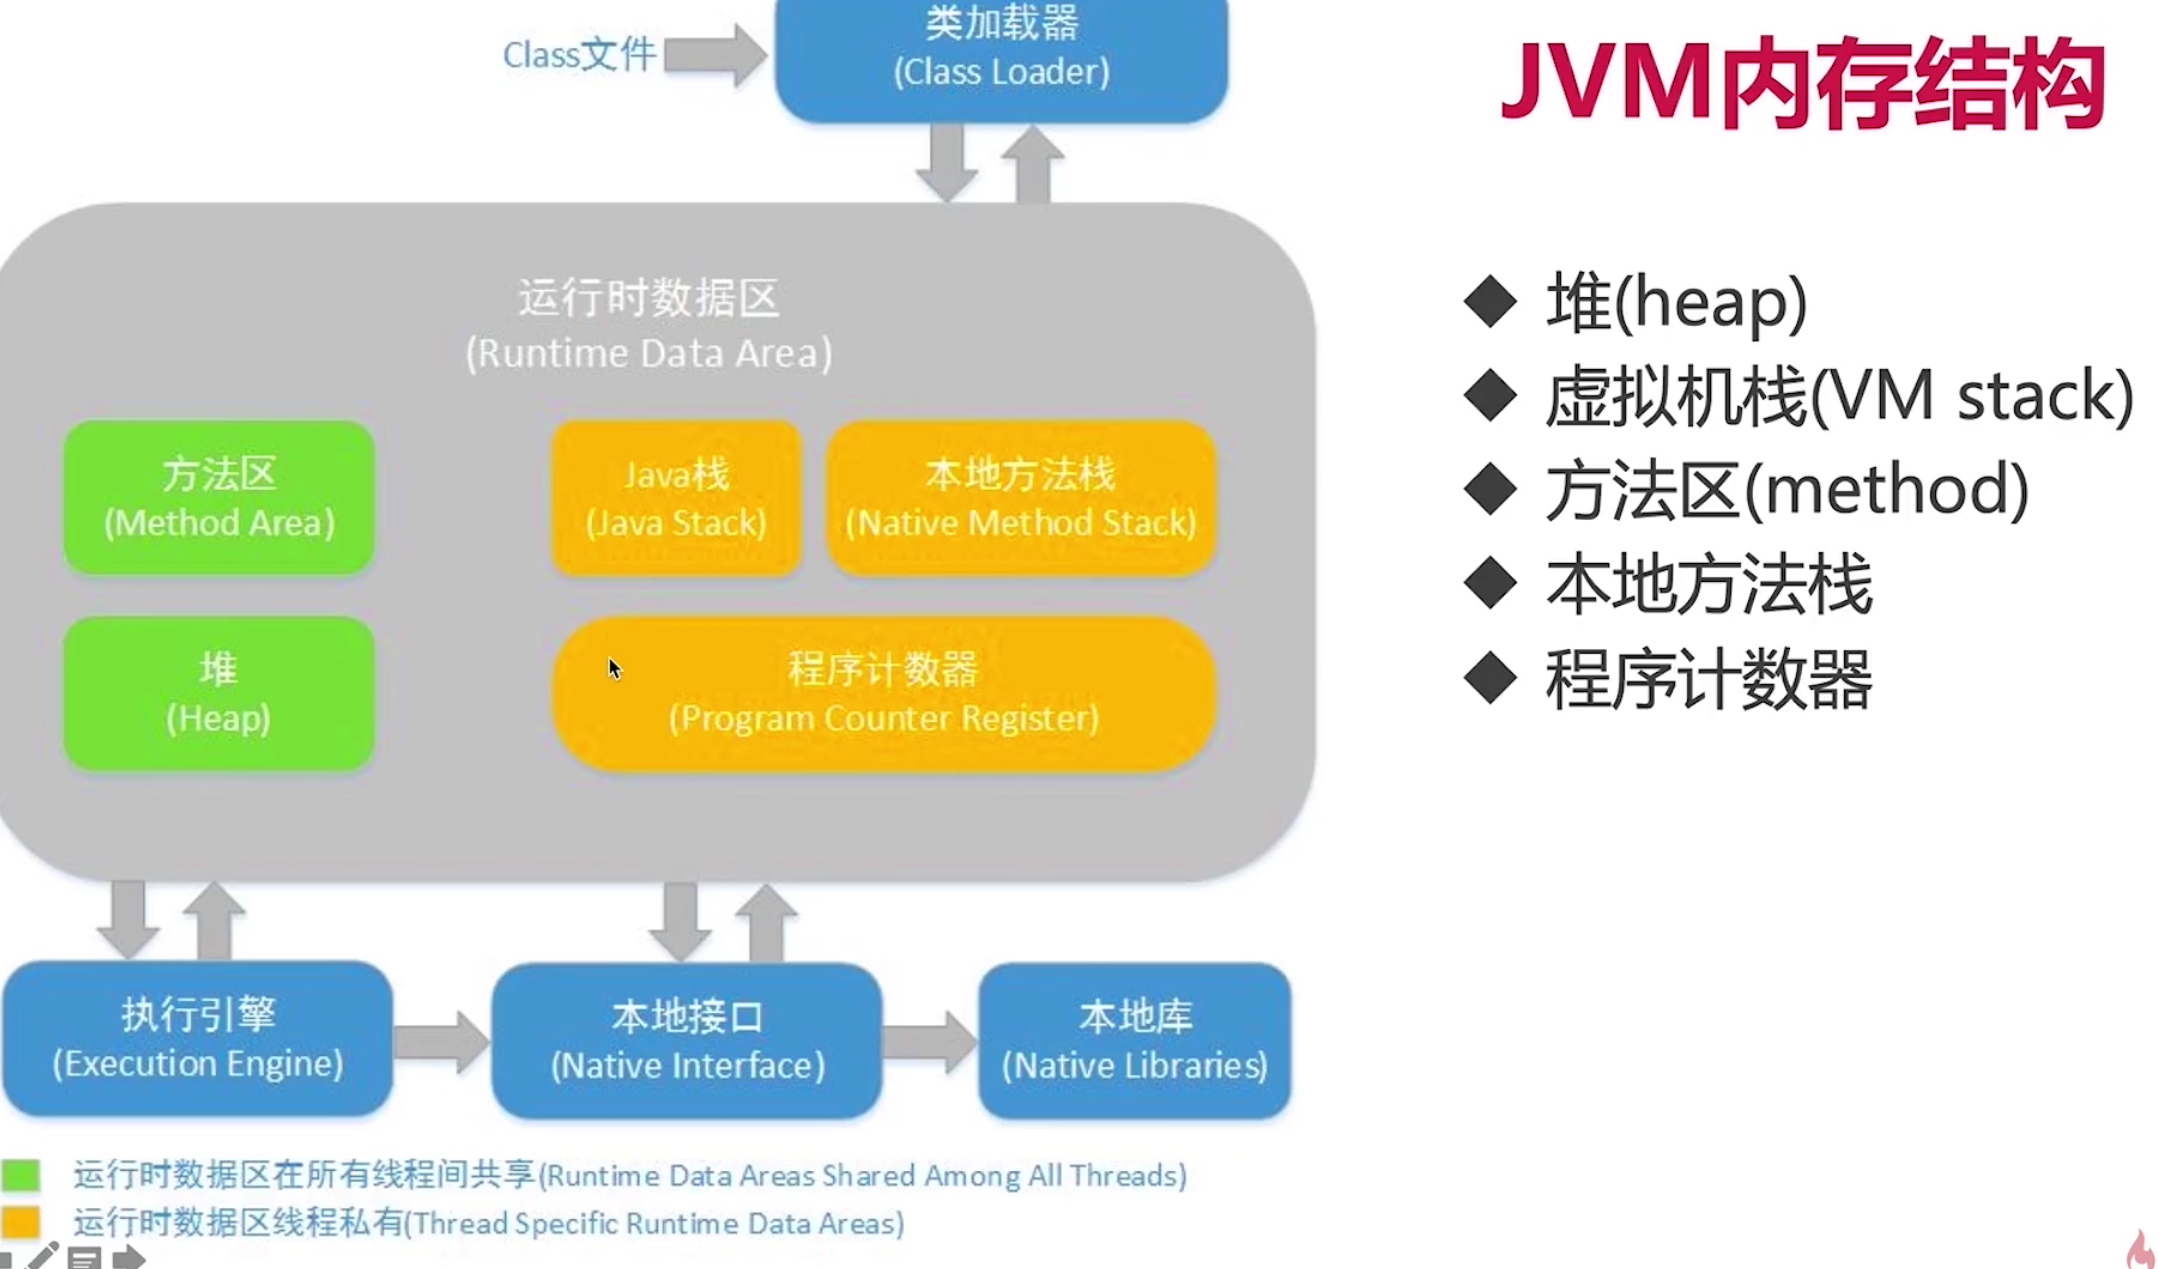 Class文件
类加载器
(Class Loader)
运行时数据区
(Runtime Data Area)
方法区
(Method Area)
Java栈
(Java Stack)
本地方法栈
(Native Method Stack)
堆
(Heap)
程序计数器
(Program Counter Register)
执行引擎
(Execution Engine)
本地接口
(Native Interface)
本地库
(Native Libraries)
运行时数据区在所有线程间共享(Runtime Data Areas Shared Among All Threads)
运行时数据区线程私有(Thread Specific Runtime Data Areas)
JVM内存结构
◆ 堆(heap)
◆ 虚拟机栈(VM stack)
◆ 方法区(method)
◆ 本地方法栈
◆ 程序计数器